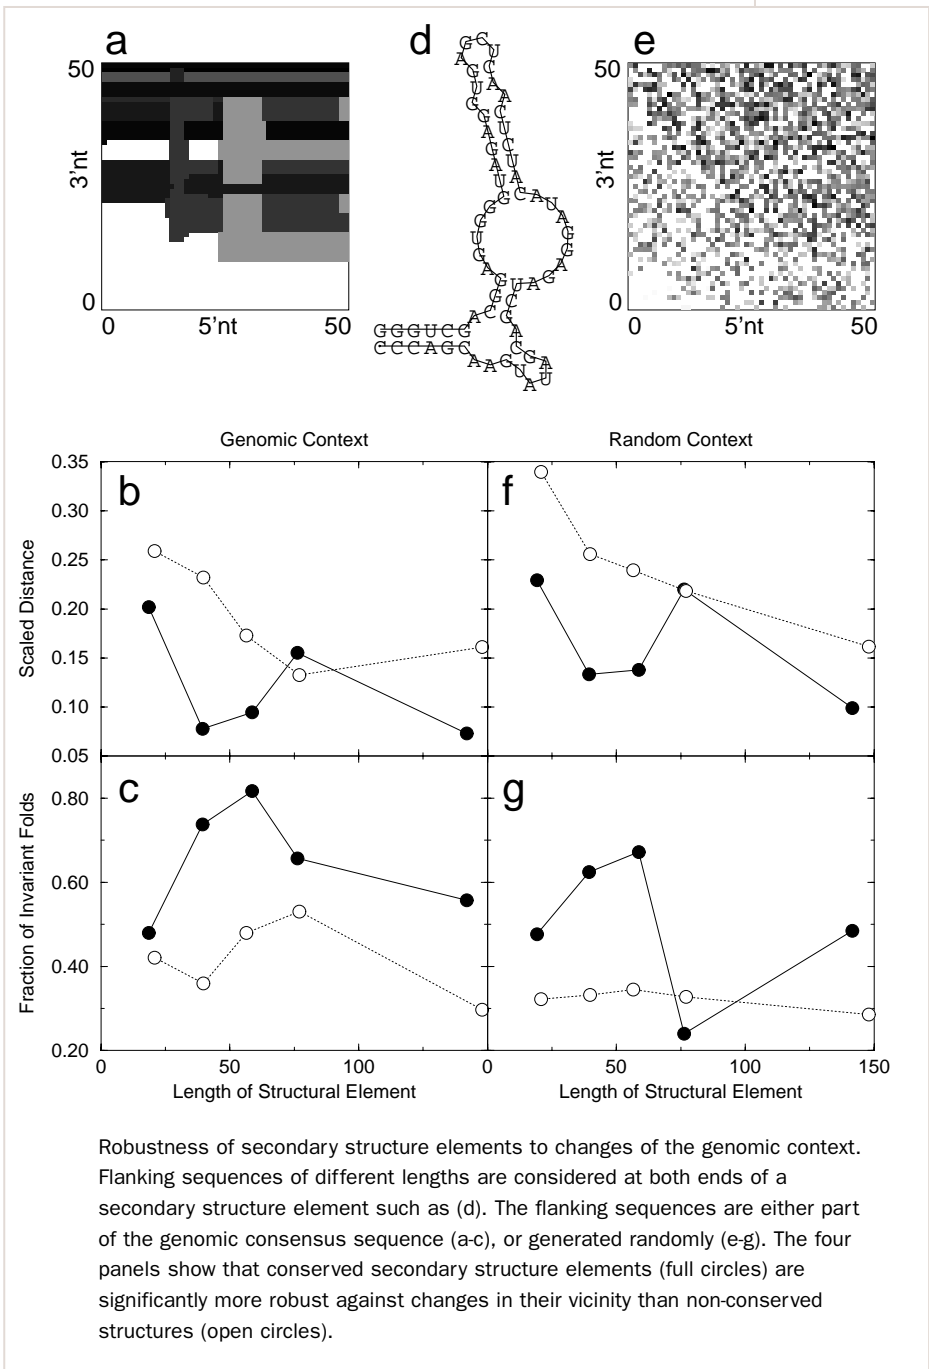 a
d
e
50
3'nt
0
0
5'nt
50
50
3'nt
0
0
5'nt
50
GGGUCG
CCCAGC
Genomic Context
Random Context
0.35
0.30
0.25
0.20
0.15
0.10
0.05
Scaled Distance
b
f
0.80
0.60
0.40
0.20
Fraction of Invariant Folds
c
g
0
50
100
0
50
100
150
Length of Structural Element
Length of Structural Element
Robustness of secondary structure elements to changes of the genomic context.
Flanking sequences of different lengths are considered at both ends of a
secondary structure element such as (d). The flanking sequences are either part
of the genomic consensus sequence (a-c), or generated randomly (e-g). The four
panels show that conserved secondary structure elements (full circles) are
significantly more robust against changes in their vicinity than non-conserved
structures (open circles).